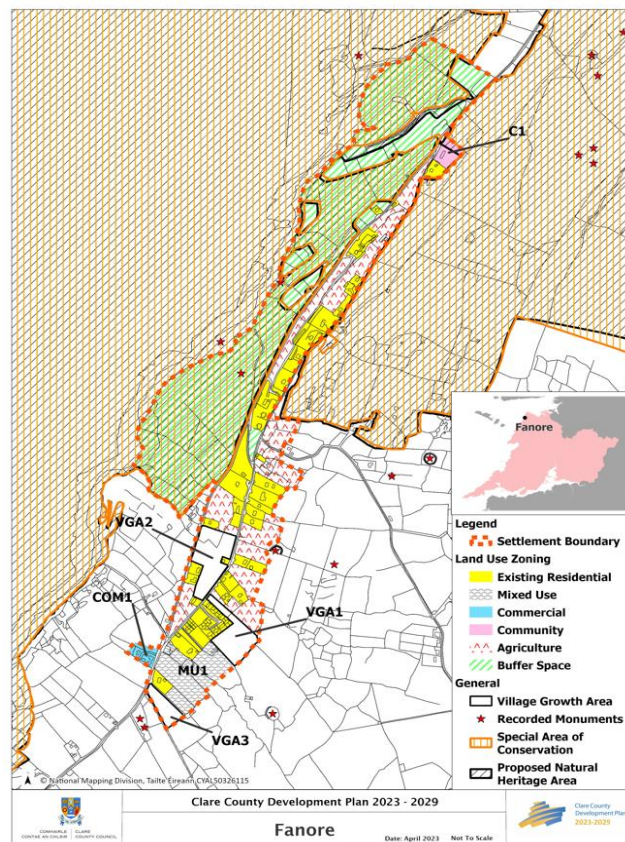 C1
Fanore
VGA2
COM1
VGA1
MU1
VGA3
Legend
Settlement Boundary
Land Use Zoning
Existing Residential
Mixed Use
Commercial
Community
Agriculture
Buffer Space
General
Village Growth Area
Recorded Monuments
Special Area of
Conservation
Proposed Natural
Heritage Area
© National Mapping Division, Tailte Éireann CYAL50326115
Clare County Development Plan 2023 - 2029
Fanore
Date: April 2023 Not To Scale
COMHAIRLE
CONTAE AN CHLÁIR
CLARE
COUNTY COUNCIL
Clare County
Development Plan
2023-2029